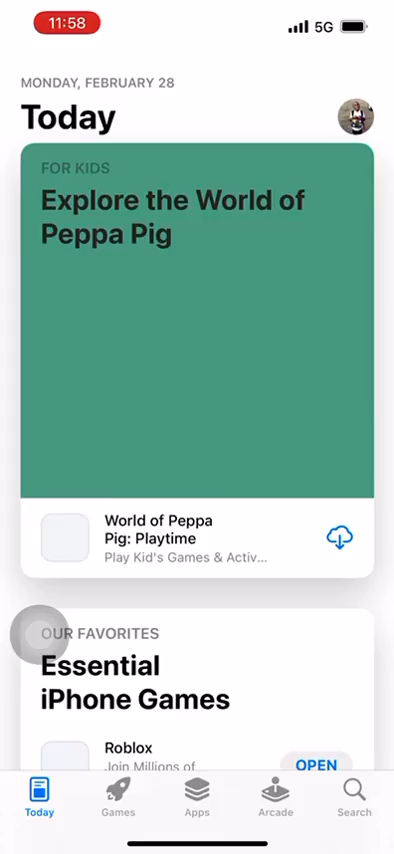 11:58
5G
MONDAY, FEBRUARY 28
Today
FOR KIDS
Explore the World of
Peppa Pig
World of Peppa
Pig: Playtime
Play Kid's Games & Activ...
OUR FAVORITES
Essential
iPhone Games
Roblox
Join Millions of
OPEN
Today
Games
Apps
Arcade
Search